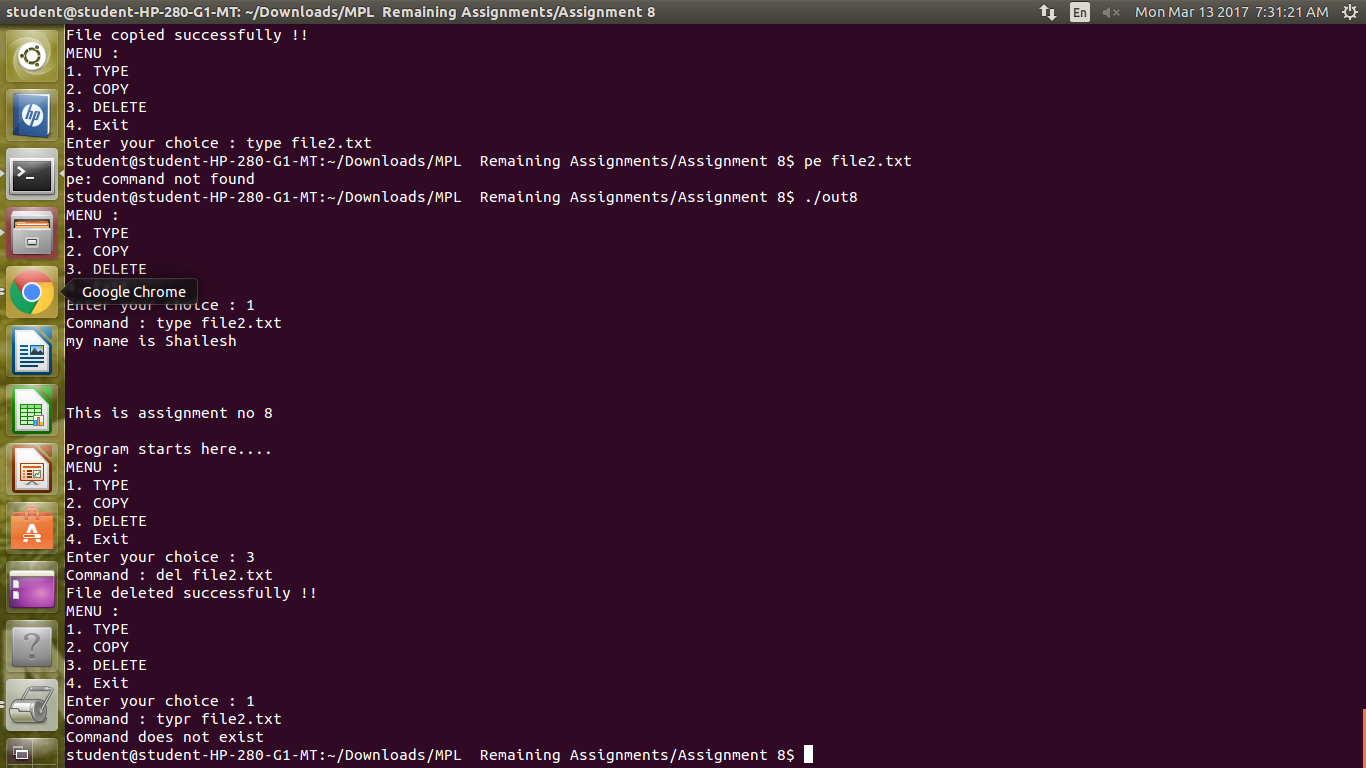 student@student-HP-280-G1-MT: ~/Downloads/MPL  Remaining Assignments/Assignment 8
En
Mon Mar 13 2017  7:31:21 AM
File copied successfully !!
MENU :
1. TYPE
2. COPY
3. DELETE
4. Exit
Enter your choice : type file2.txt
student@student-HP-280-G1-MT:~/Downloads/MPL  Remaining Assignments/Assignment 8$ pe file2.txt
pe: command not found
student@student-HP-280-G1-MT:~/Downloads/MPL  Remaining Assignments/Assignment 8$ ./out8
MENU :
1. TYPE
2. COPY
3. DELETE
Google Chrome
Enter your choice : 1
Command : type file2.txt
my name is Shailesh
This is assignment no 8
Program starts here....
MENU :
1. TYPE
2. COPY
3. DELETE
4. Exit
Enter your choice : 3
Command : del file2.txt
File deleted successfully !!
MENU :
1. TYPE
2. COPY
3. DELETE
4. Exit
Enter your choice : 1
Command : typr file2.txt
Command does not exist
student@student-HP-280-G1-MT:~/Downloads/MPL  Remaining Assignments/Assignment 8$